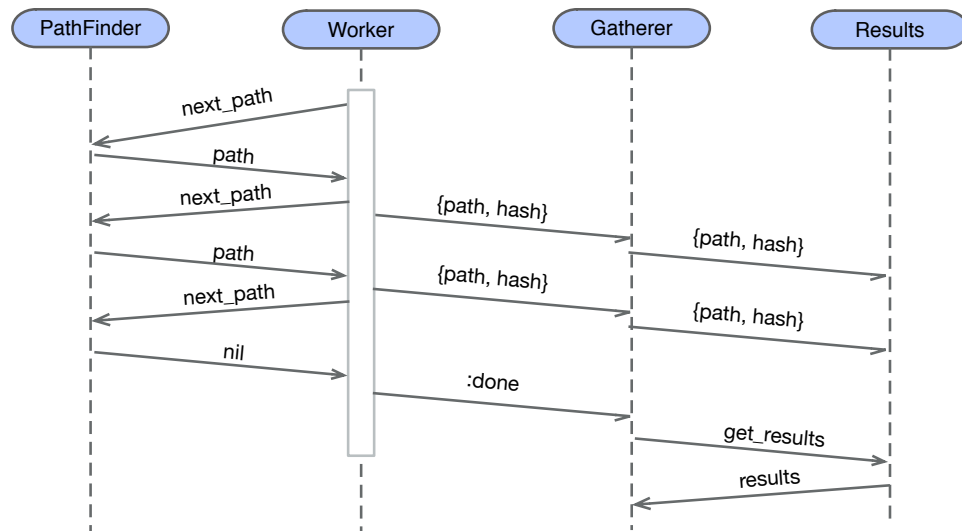 PathFinder
Worker
Gatherer
Results
next_path
path
next_path
{path, hash}
{path, hash}
path
{path, hash}
next_path
{path, hash}
nil
:done
get_results
results